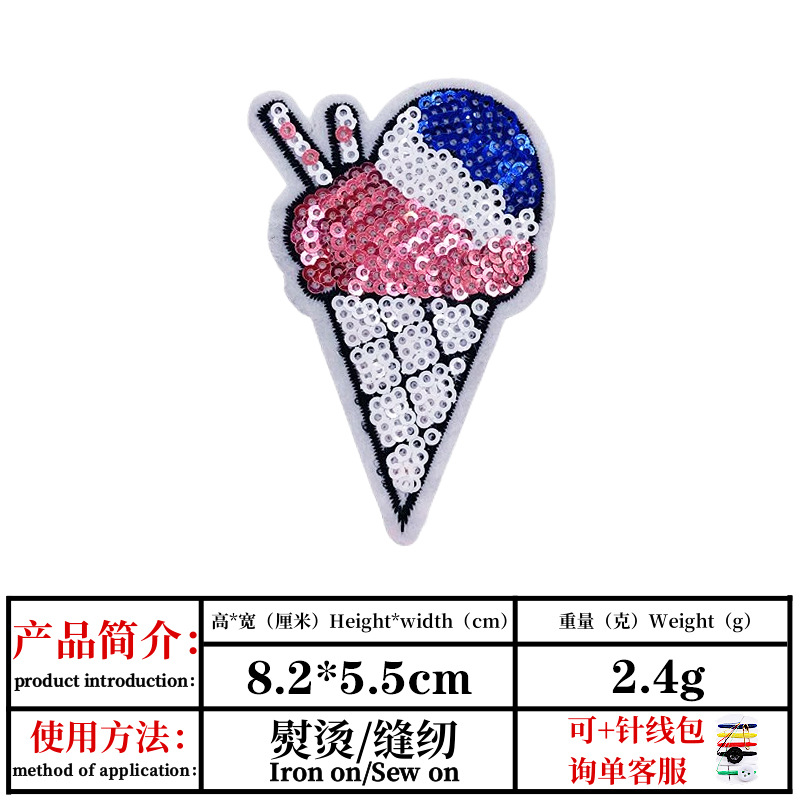 产品简介：
product introduction：
高*宽（厘米）Height*width（cm）
重量（克）Weight（g）
8.2*5.5cm
2.4g
使用方法：
method of application：
熨烫/缝纫
Iron on/Sew on
可+针线包
询单客服